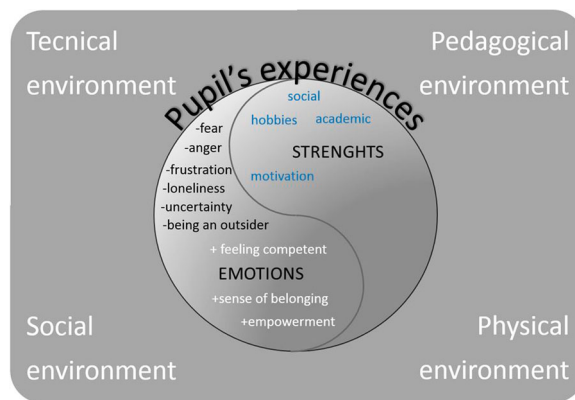 Tecnical
environment
Pedagogical
environment
Pupil's experiences
social
hobbies academic
STRENGHTS
motivation
-fear
-anger
-frustration
-loneliness
-uncertainty
-being an outsider
+ feeling competent
EMOTIONS
+sense of belonging
+empowerment
Social
environment
Physical
environment